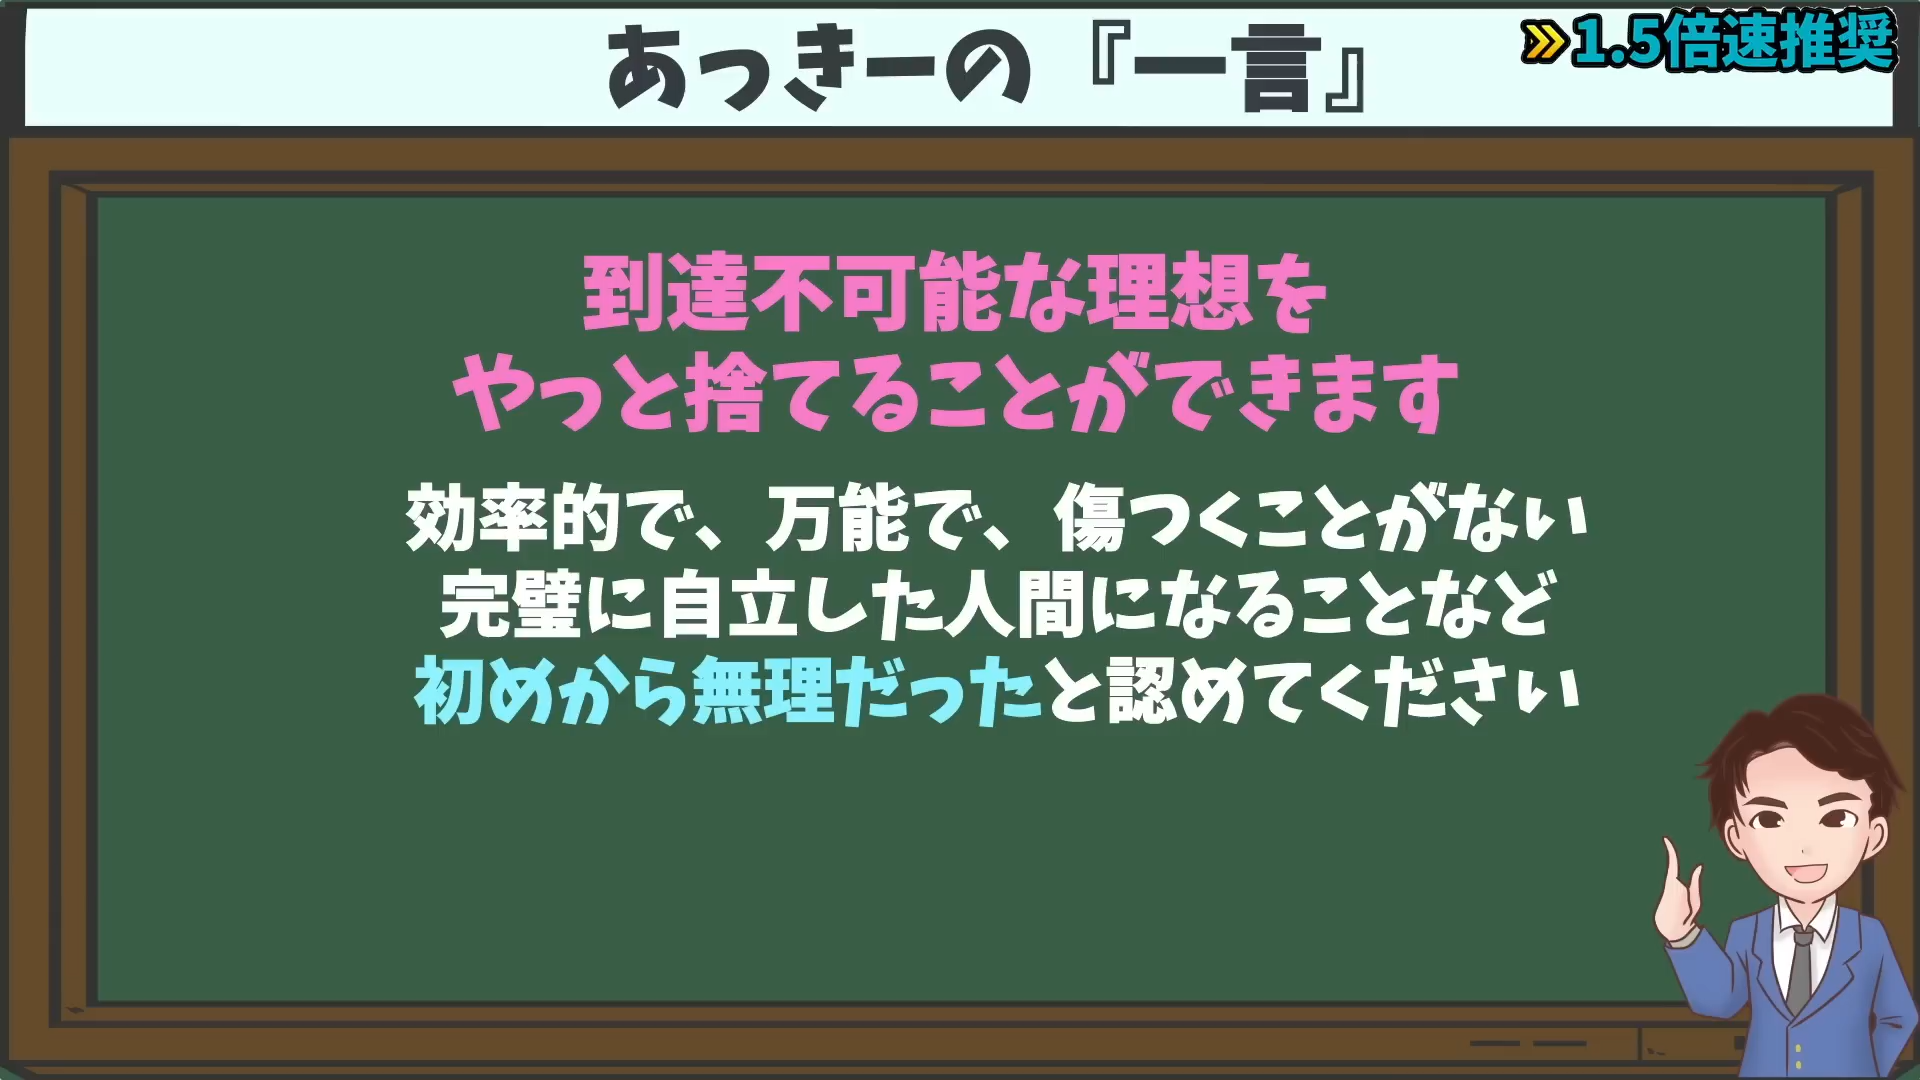 あっきーの『一言』
1.5倍速推奨
到達不可能な理想を
やっと捨てることができます
効率的で、万能で、傷つくことがない
完璧に自立した人間になることなど
初めから無理だったと認めてください